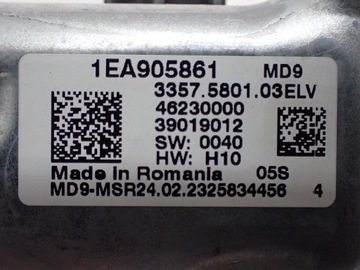 1EA905861 MD9
3357.5801.03ELV
46230000
39019012
SW: 0040
HW: H10
Made in Romania 05S
MD9-MSR24.02.2325834456 4